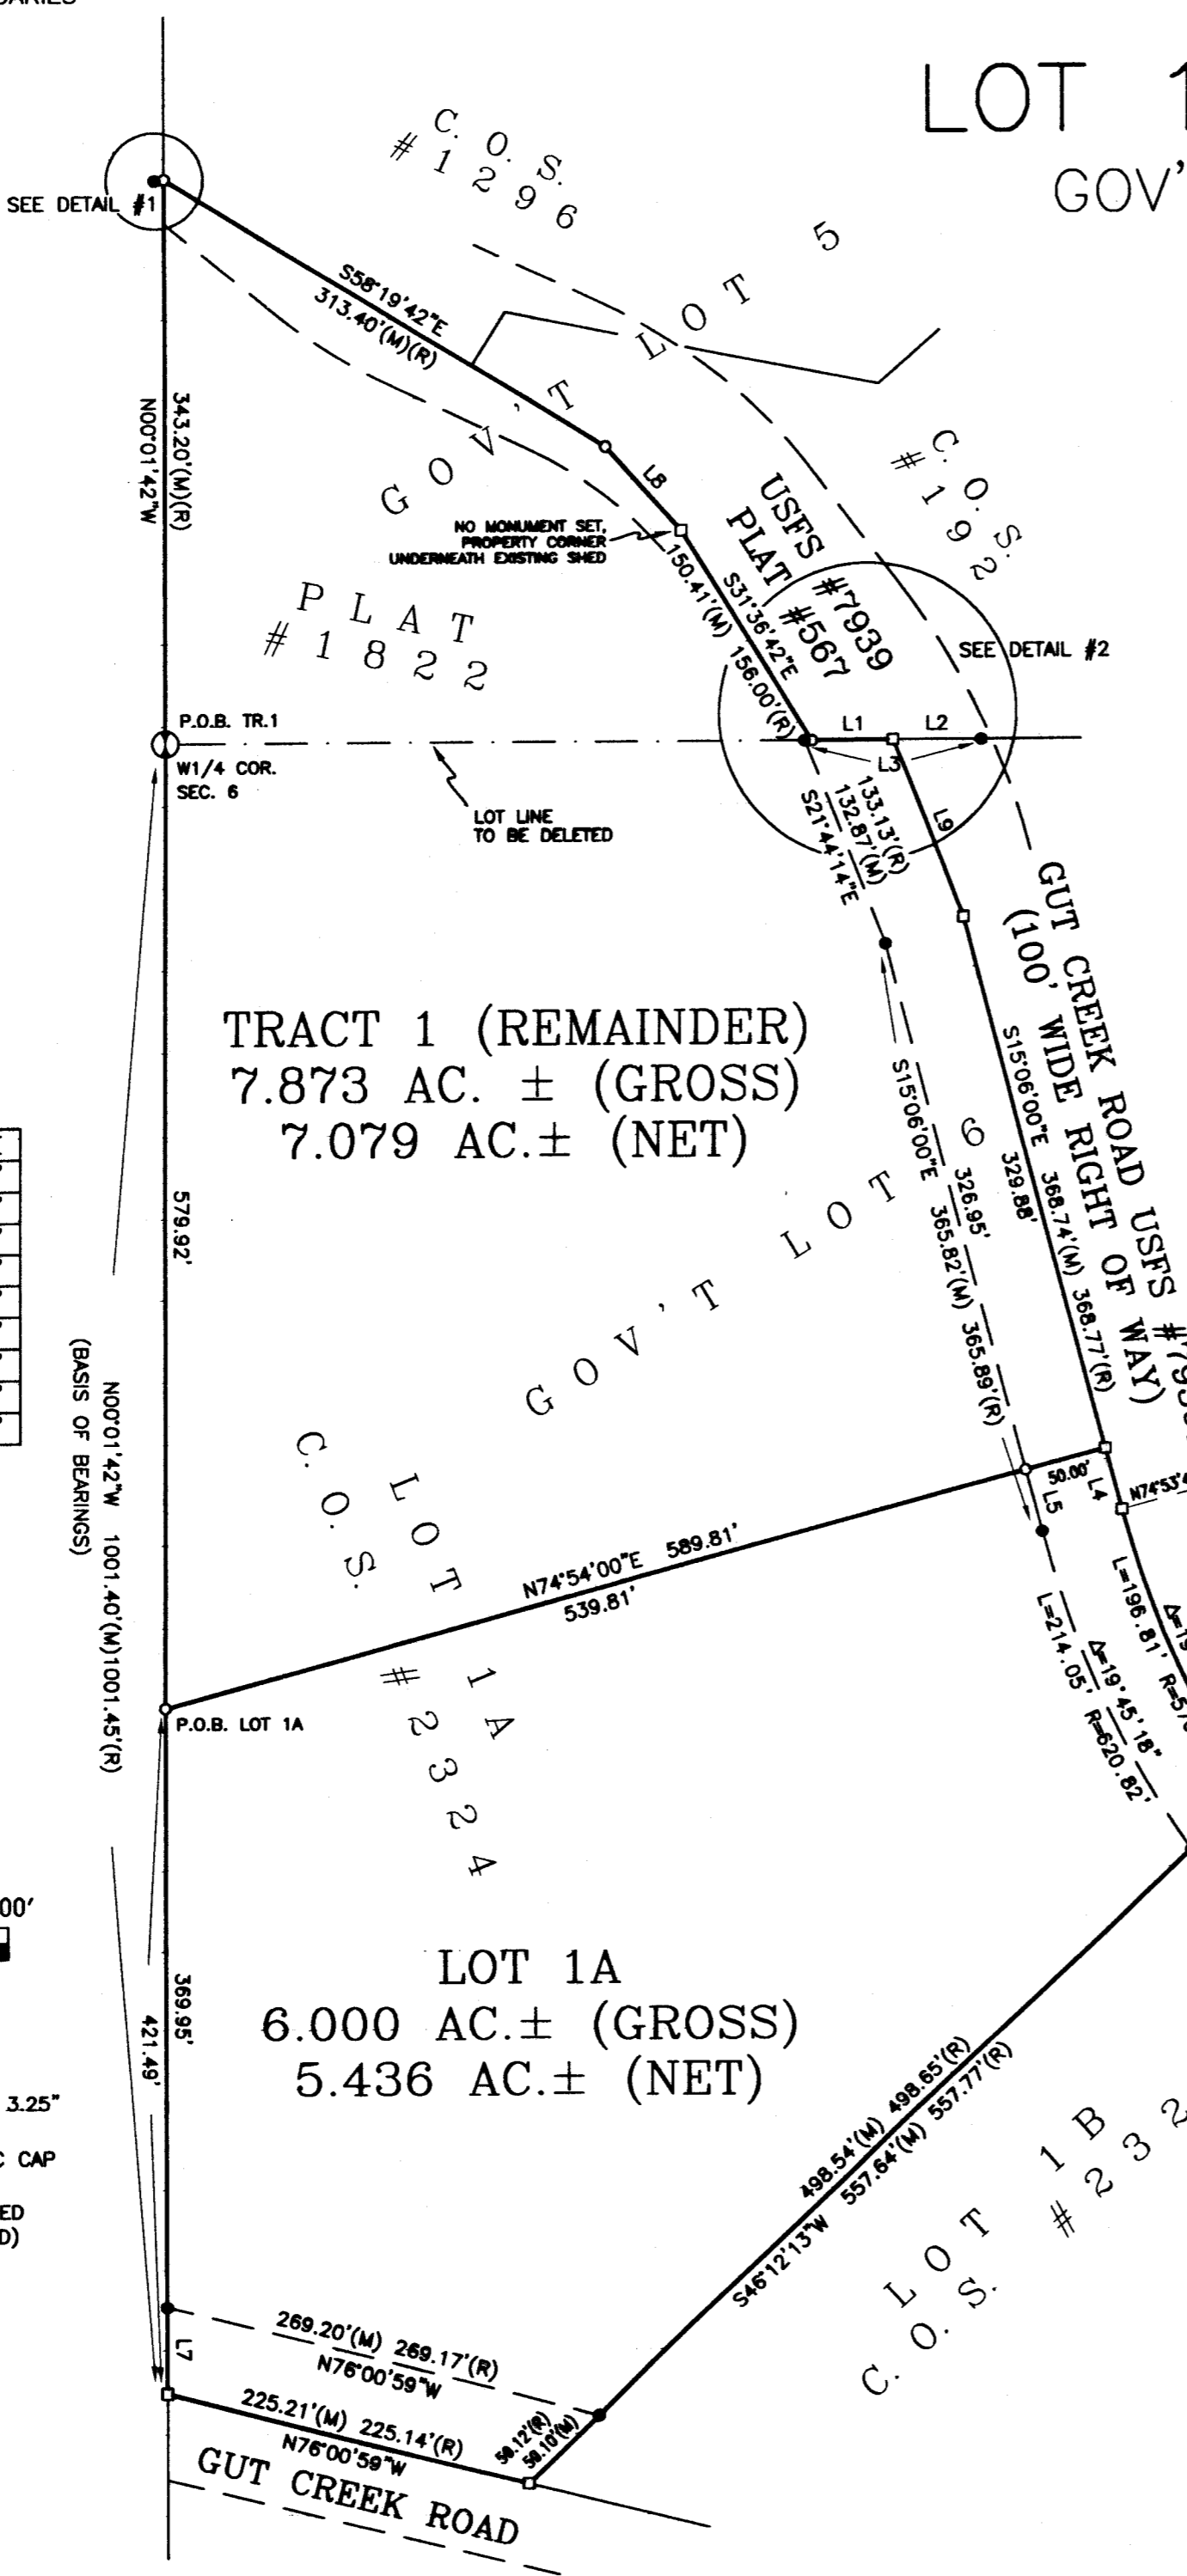 LOT 1
GOV'
C. O. S.
# 1 2 9 6
SEE DETAIL #1
S58°19'42"E
313.40'(M)(R)
GOV'T LOT 5
343.20'(M)(R)
N00°01'42"W
L8
C. O. S.
# 1 9 2
USFS #7939
PLAT #567
NO MONUMENT SET,
PROPERTY CORNER
UNDERNEATH EXISTING SHED
S31°36'42"E
150.41'(M) 156.00'(R)
PLAT
# 1 8 2 2
SEE DETAIL #2
P.O.B. TR.1
W1/4 COR.
SEC. 6
L1
L2
L3
LOT LINE
TO BE DELETED
133.13'(R)
132.87'(M)
S21°44'14"E
L9
GUT CREEK ROAD USFS
(100' WIDE RIGHT OF WAY)
TRACT 1 (REMAINDER)
7.873 AC. ± (GROSS)
7.079 AC.± (NET)
S15°06'00"E 368.74'(M) 368.77'(R)
329.88'
326.95'
S15°06'00"E 365.82'(M) 365.89'(R)
GOV'T LOT 6
579.92'
N00°01'42"W 1001.40'(M)1001.45'(R)
(BASIS OF BEARINGS)
50.00'
L4
L5
N74°53'4
N74°54'00"E 589.81'
539.81'
LOT 1A
C.O.S. #2324
L=196.81'
Δ=19°45'18"
L=214.05' R=620.82'
P.O.B. LOT 1A
00'
LOT 1A
6.000 AC.± (GROSS)
5.436 AC.± (NET)
369.95'
421.49'
3.25"
C CAP
ED
D)
498.54'(M) 498.65'(R)
557.64'(M) 557.77'(R)
S46°12'13"W
LOT 1B
C.O.S. #232
L7
269.20'(M) 269.17'(R)
N76°00'59"W
225.21'(M) 225.14'(R)
N76°00'59"W
GUT CREEK ROAD